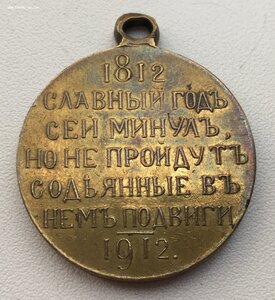 1812
СЛАВНЫЙ ГОДЪ
СЕЙ МИНУЛЪ,
НО НЕ ПРОЙДУТЪ
СОДѢЯННЫЕ ВЪ
НЕМЪ ПОДВИГИ
1912.